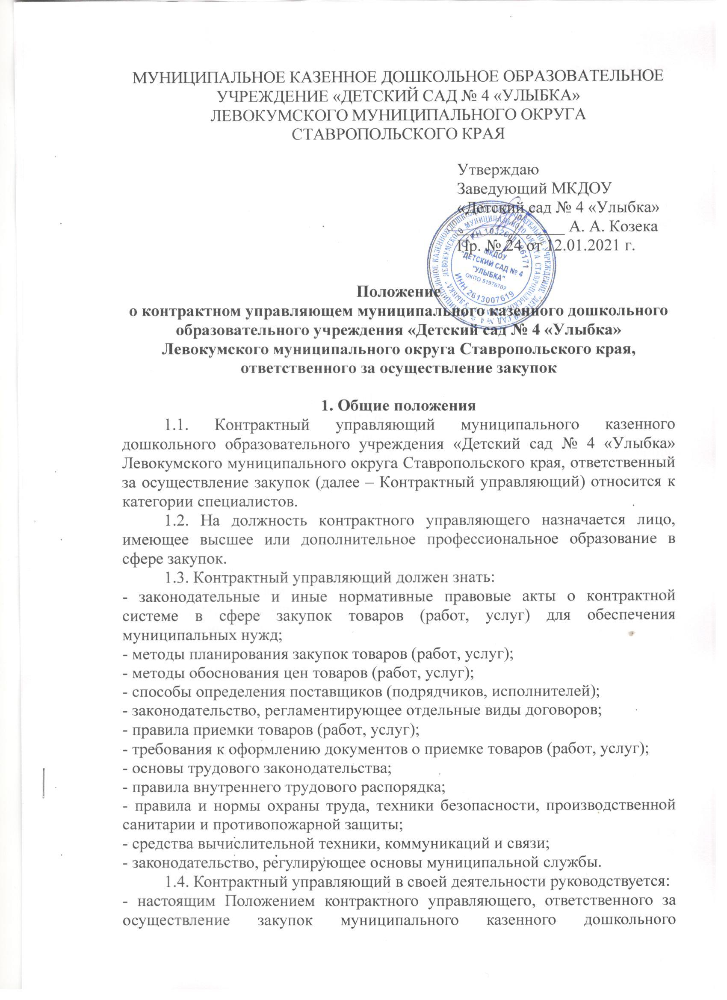 МУНИЦИПАЛЬНОЕ КАЗЕННОЕ ДОШКОЛЬНОЕ ОБРАЗОВАТЕЛЬНОЕ
УЧРЕЖДЕНИЕ «ДЕТСКИЙ САД № 4 «УЛЫБКА»
ЛЕВОКУМСКОГО МУНИЦИПАЛЬНОГО ОКРУГА
СТАВРОПОЛЬСКОГО КРАЯ
Утверждаю
Заведующий МКДОУ
«Детский сад № 4 «Улыбка»
А. А. Козека
Пр. № 24 от 12.01.2021 г.
МКДОУ
"ДЕТСКИЙ САД № 4
"УЛЫБКА"
ОКПО 51976702
ИНН 2613007619
Положение
о контрактном управляющем муниципального казенного дошкольного
образовательного учреждения «Детский сад № 4 «Улыбка»
Левокумского муниципального округа Ставропольского края,
ответственного за осуществление закупок
1. Общие положения
1.1. Контрактный управляющий муниципального казенного
дошкольного образовательного учреждения «Детский сад № 4 «Улыбка»
Левокумского муниципального округа Ставропольского края, ответственный
за осуществление закупок (далее – Контрактный управляющий) относится к
категории специалистов.
1.2. На должность контрактного управляющего назначается лицо,
имеющее высшее или дополнительное профессиональное образование в
сфере закупок.
1.3. Контрактный управляющий должен знать:
- законодательные и иные нормативные правовые акты о контрактной
системе в сфере закупок товаров (работ, услуг) для обеспечения
муниципальных нужд;
- методы планирования закупок товаров (работ, услуг);
- методы обоснования цен товаров (работ, услуг);
- способы определения поставщиков (подрядчиков, исполнителей);
- законодательство, регламентирующее отдельные виды договоров;
- правила приемки товаров (работ, услуг);
- требования к оформлению документов о приемке товаров (работ, услуг);
- основы трудового законодательства;
- правила внутреннего трудового распорядка;
- правила и нормы охраны труда, техники безопасности, производственной
санитарии и противопожарной защиты;
- средства вычислительной техники, коммуникаций и связи;
- законодательство, регулирующее основы муниципальной службы.
1.4. Контрактный управляющий в своей деятельности руководствуется:
- настоящим Положением контрактного управляющего, ответственного за
осуществление закупок муниципального казенного дошкольного